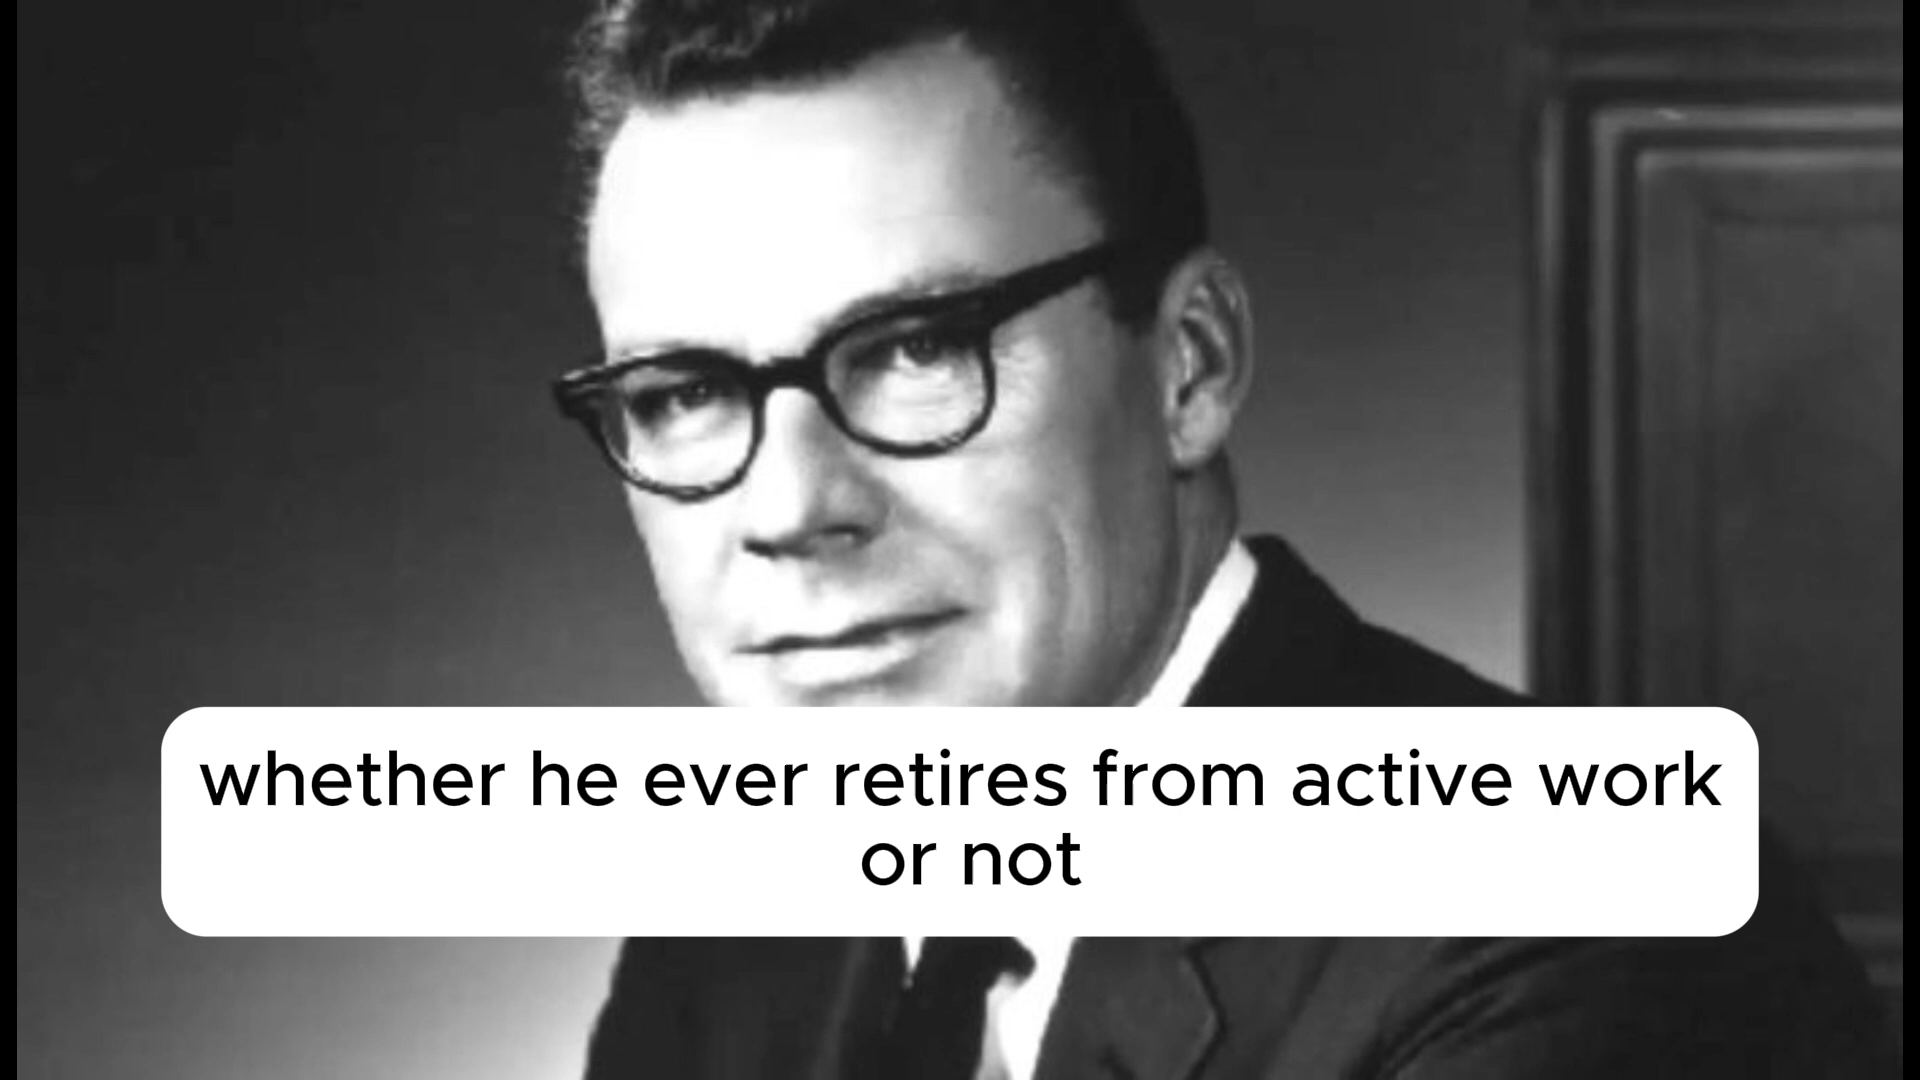 whether he ever retires from active work
or not